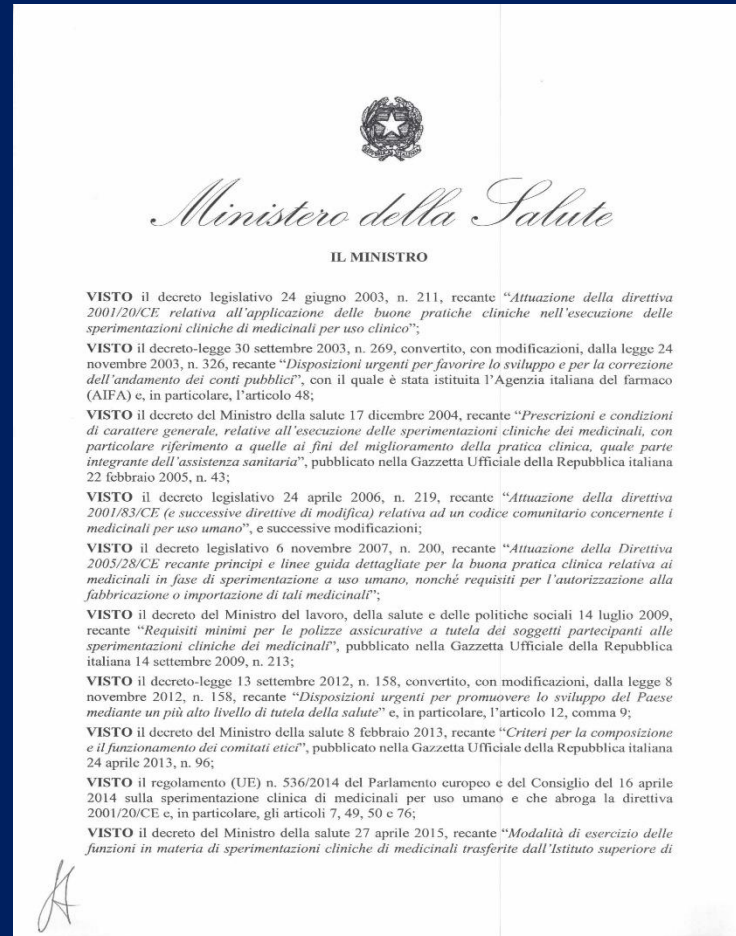 Ministero della Salute
IL MINISTRO
VISTO il decreto legislativo 24 giugno 2003, n. 211, recante “Attuazione della direttiva
2001/20/CE relativa all’applicazione delle buone pratiche cliniche nell’esecuzione delle
sperimentazioni cliniche di medicinali per uso clinico”;
VISTO il decreto-legge 30 settembre 2003, n. 269, convertito, con modificazioni, dalla legge 24
novembre 2003, n. 326, recante “Disposizioni urgenti per favorire lo sviluppo e per la correzione
dell’andamento dei conti pubblici”, con il quale è stata istituita l’Agenzia italiana del farmaco
(AIFA) e, in particolare, l’articolo 48;
VISTO il decreto del Ministro della salute 17 dicembre 2004, recante “Prescrizioni e condizioni
di carattere generale, relative all’esecuzione delle sperimentazioni cliniche dei medicinali, con
particolare riferimento a quelle ai fini del miglioramento della pratica clinica, quale parte
integrante dell’assistenza sanitaria”, pubblicato nella Gazzetta Ufficiale della Repubblica italiana
22 febbraio 2005, n. 43;
VISTO il decreto legislativo 24 aprile 2006, n. 219, recante “Attuazione della direttiva
2001/83/CE (e successive direttive di modifica) relativa ad un codice comunitario concernente i
medicinali per uso umano”, e successive modificazioni;
VISTO il decreto legislativo 6 novembre 2007, n. 200, recante “Attuazione della Direttiva
2005/28/CE recante principi e linee guida dettagliate per la buona pratica clinica relativa ai
medicinali in fase di sperimentazione a uso umano, nonché requisiti per l’autorizzazione alla
fabbricazione o importazione di tali medicinali”;
VISTO il decreto del Ministro del lavoro, della salute e delle politiche sociali 14 luglio 2009,
recante “Requisiti minimi per le polizze assicurative a tutela dei soggetti partecipanti alle
sperimentazioni cliniche dei medicinali”, pubblicato nella Gazzetta Ufficiale della Repubblica
italiana 14 settembre 2009, n. 213;
VISTO il decreto-legge 13 settembre 2012, n. 158, convertito, con modificazioni, dalla legge 8
novembre 2012, n. 158, recante “Disposizioni urgenti per promuovere lo sviluppo del Paese
mediante un più alto livello di tutela della salute” e, in particolare, l’articolo 12, comma 9;
VISTO il decreto del Ministro della salute 8 febbraio 2013, recante “Criteri per la composizione
e il funzionamento dei comitati etici”, pubblicato nella Gazzetta Ufficiale della Repubblica italiana
24 aprile 2013, n. 96;
VISTO il regolamento (UE) n. 536/2014 del Parlamento europeo e del Consiglio del 16 aprile
2014 sulla sperimentazione clinica di medicinali per uso umano e che abroga la direttiva
2001/20/CE e, in particolare, gli articoli 7, 49, 50 e 76;
VISTO il decreto del Ministro della salute 27 aprile 2015, recante “Modalità di esercizio delle
funzioni in materia di sperimentazioni cliniche di medicinali trasferite dall’Istituto superiore di